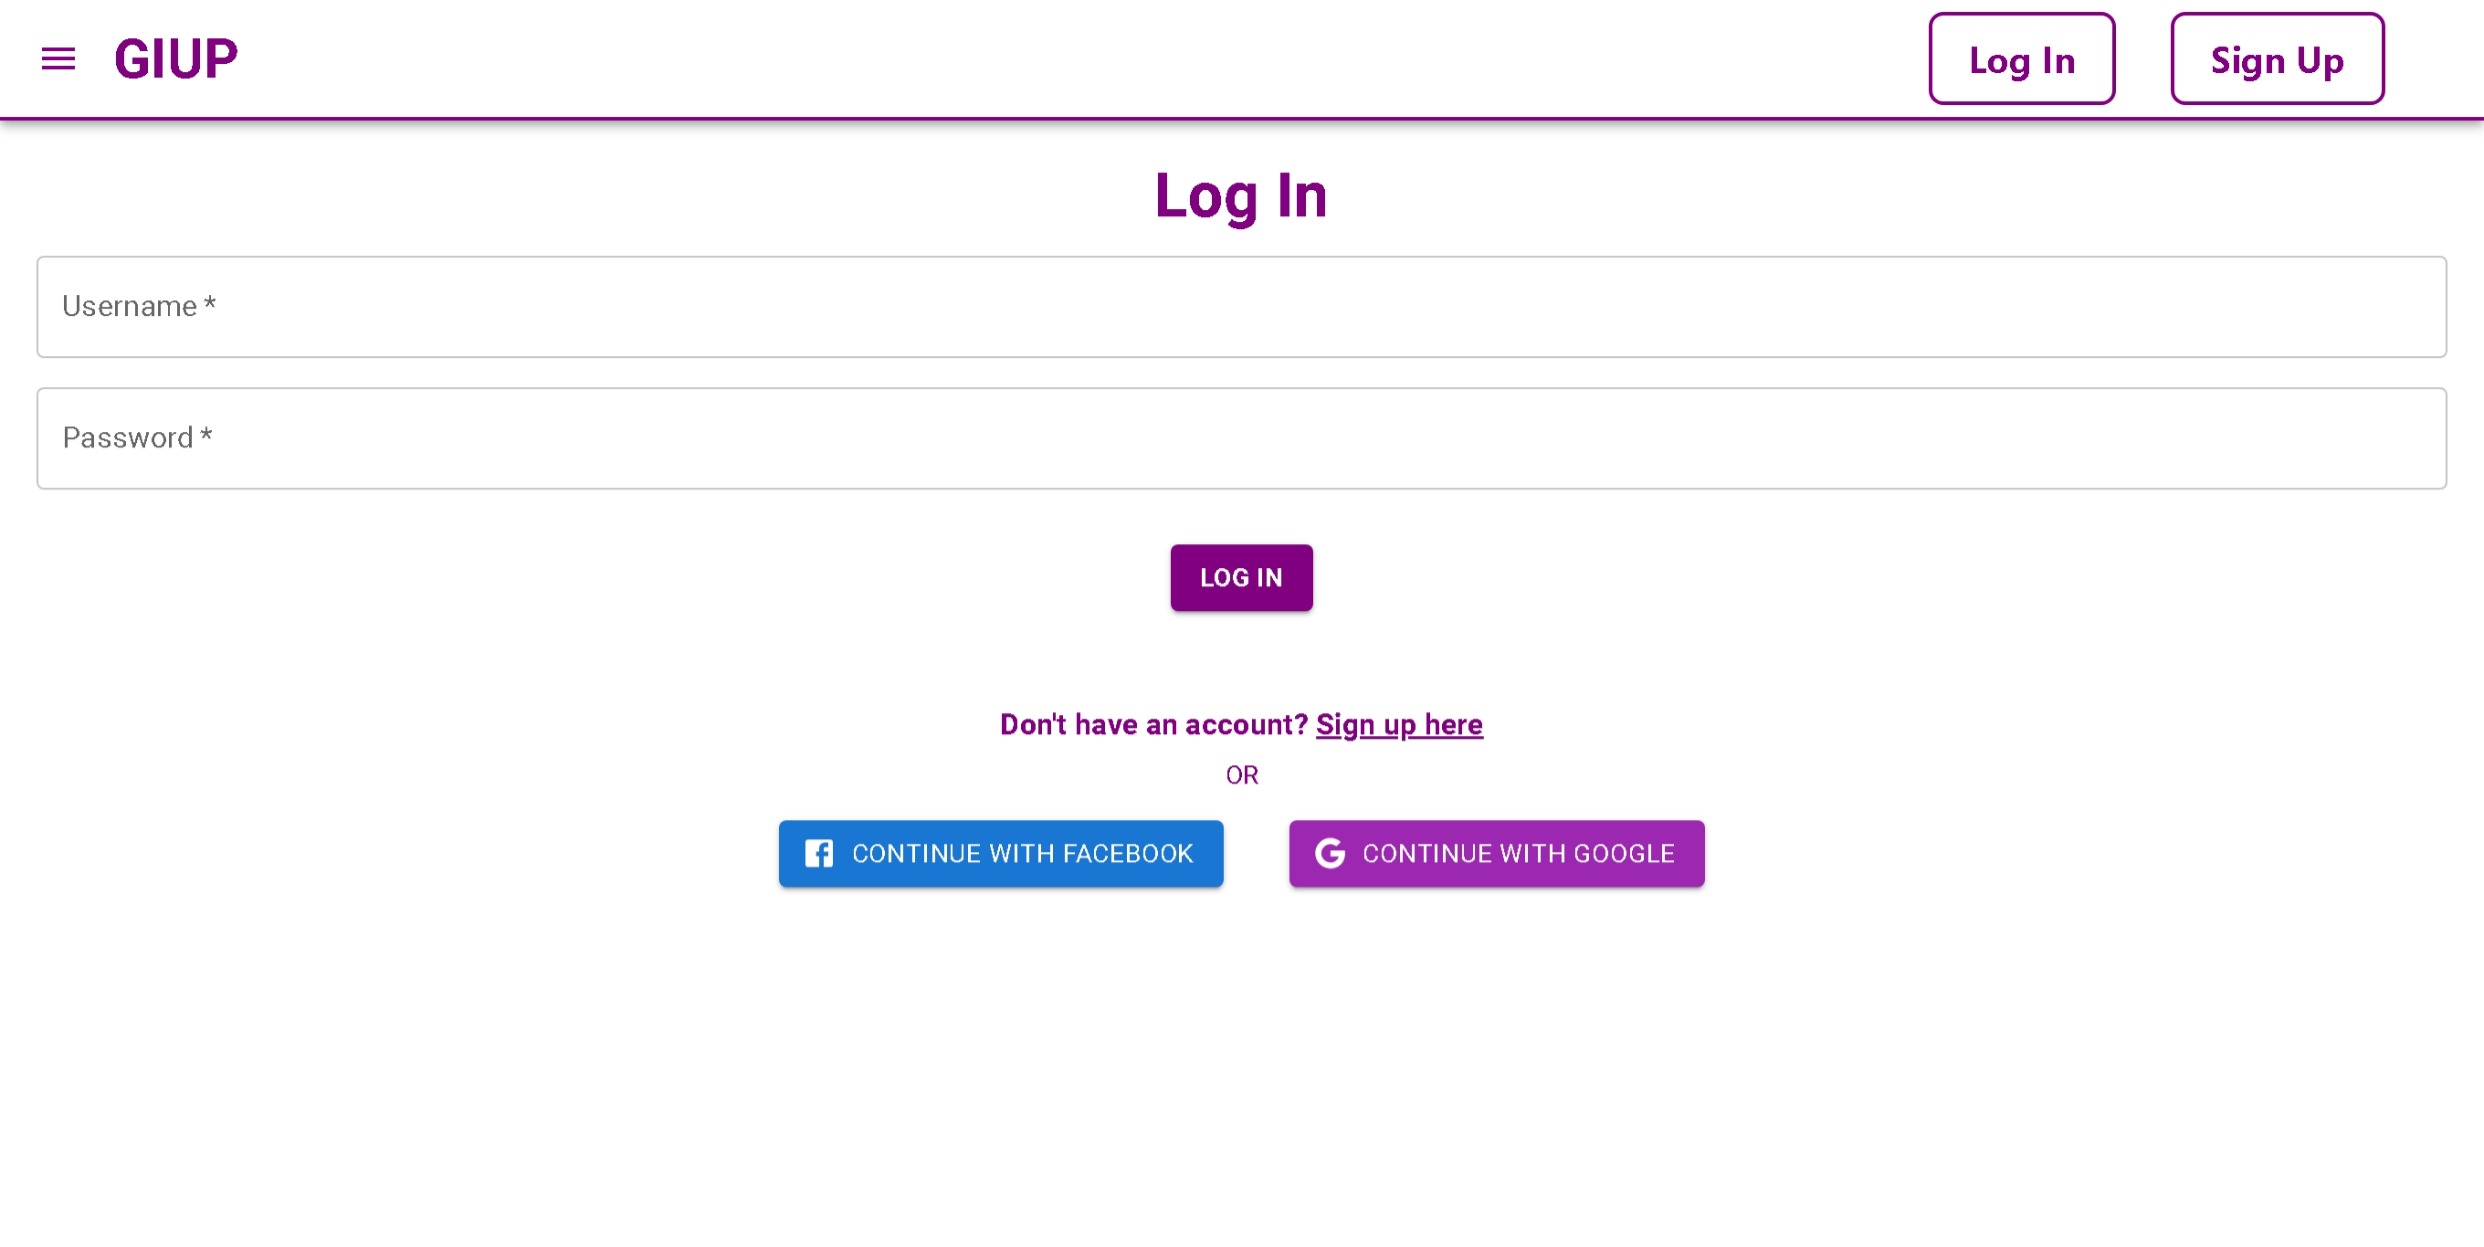 GIUP
Log In
Sign Up
Log In
Username *
Password *
LOG IN
Don't have an account? Sign up here
OR
CONTINUE WITH FACEBOOK
CONTINUE WITH GOOGLE